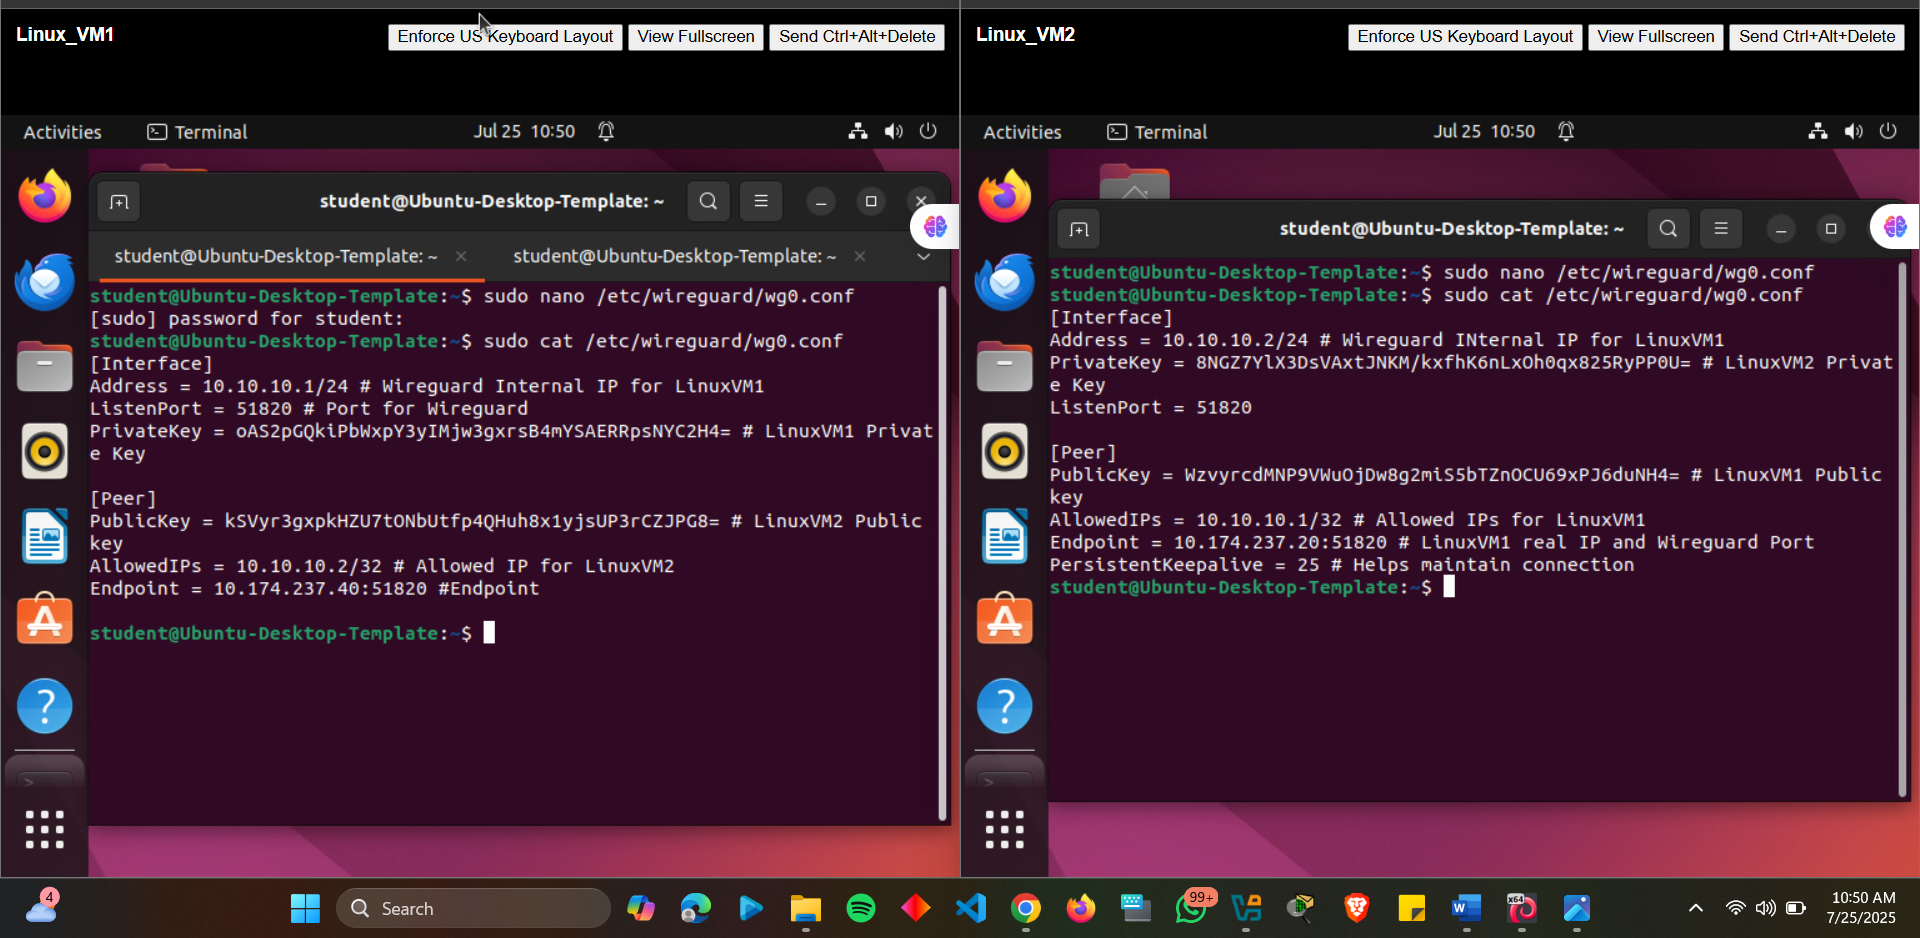 Linux_VM1
Enforce US Keyboard Layout
View Fullscreen
Send Ctrl+Alt+Delete
Activities
Terminal
Jul 25 10:50
student@Ubuntu-Desktop-Template: ~
student@Ubuntu-Desktop-Template: ~
student@Ubuntu-Desktop-Template: ~
student@Ubuntu-Desktop-Template:~$ sudo nano /etc/wireguard/wg0.conf
[sudo] password for student:
student@Ubuntu-Desktop-Template:~$ sudo cat /etc/wireguard/wg0.conf
[Interface]
Address = 10.10.10.1/24 # Wireguard Internal IP for LinuxVM1
ListenPort = 51820 # Port for Wireguard
PrivateKey = oAS2pGQkiPbWxpY3yIMjw3gxrsB4mYSAERRpsNYC2H4= # LinuxVM1 Privat
e Key
[Peer]
PublicKey = kSVyr3gxpkHZU7tONbUtfp4QHuh8x1yjsUP3rCZJPG8= # LinuxVM2 Public
key
AllowedIPs = 10.10.10.2/32 # Allowed IP for LinuxVM2
Endpoint = 10.174.237.40:51820 #Endpoint
student@Ubuntu-Desktop-Template:~$
Linux_VM2
Enforce US Keyboard Layout
View Fullscreen
Send Ctrl+Alt+Delete
Activities
Terminal
Jul 25 10:50
student@Ubuntu-Desktop-Template: ~
student@Ubuntu-Desktop-Template:~$ sudo nano /etc/wireguard/wg0.conf
student@Ubuntu-Desktop-Template:~$ sudo cat /etc/wireguard/wg0.conf
[Interface]
Address = 10.10.10.2/24 # Wireguard INternal IP for LinuxVM1
PrivateKey = 8NGZ7YlX3DsVAxtJNKM/kxfhK6nLxOh0qx825RyPP0U= # LinuxVM2 Privat
e Key
ListenPort = 51820
[Peer]
PublicKey = WzvyrcdMNP9VWuOjDw8g2miS5bTZnOCU69xPJ6duNH4= # LinuxVM1 Public
key
AllowedIPs = 10.10.10.1/32 # Allowed IPs for LinuxVM1
Endpoint = 10.174.237.20:51820 # LinuxVM1 real IP and Wireguard Port
PersistentKeepalive = 25 # Helps maintain connection
student@Ubuntu-Desktop-Template:~$
4
Search
99+
x64
10:50 AM
7/25/2025